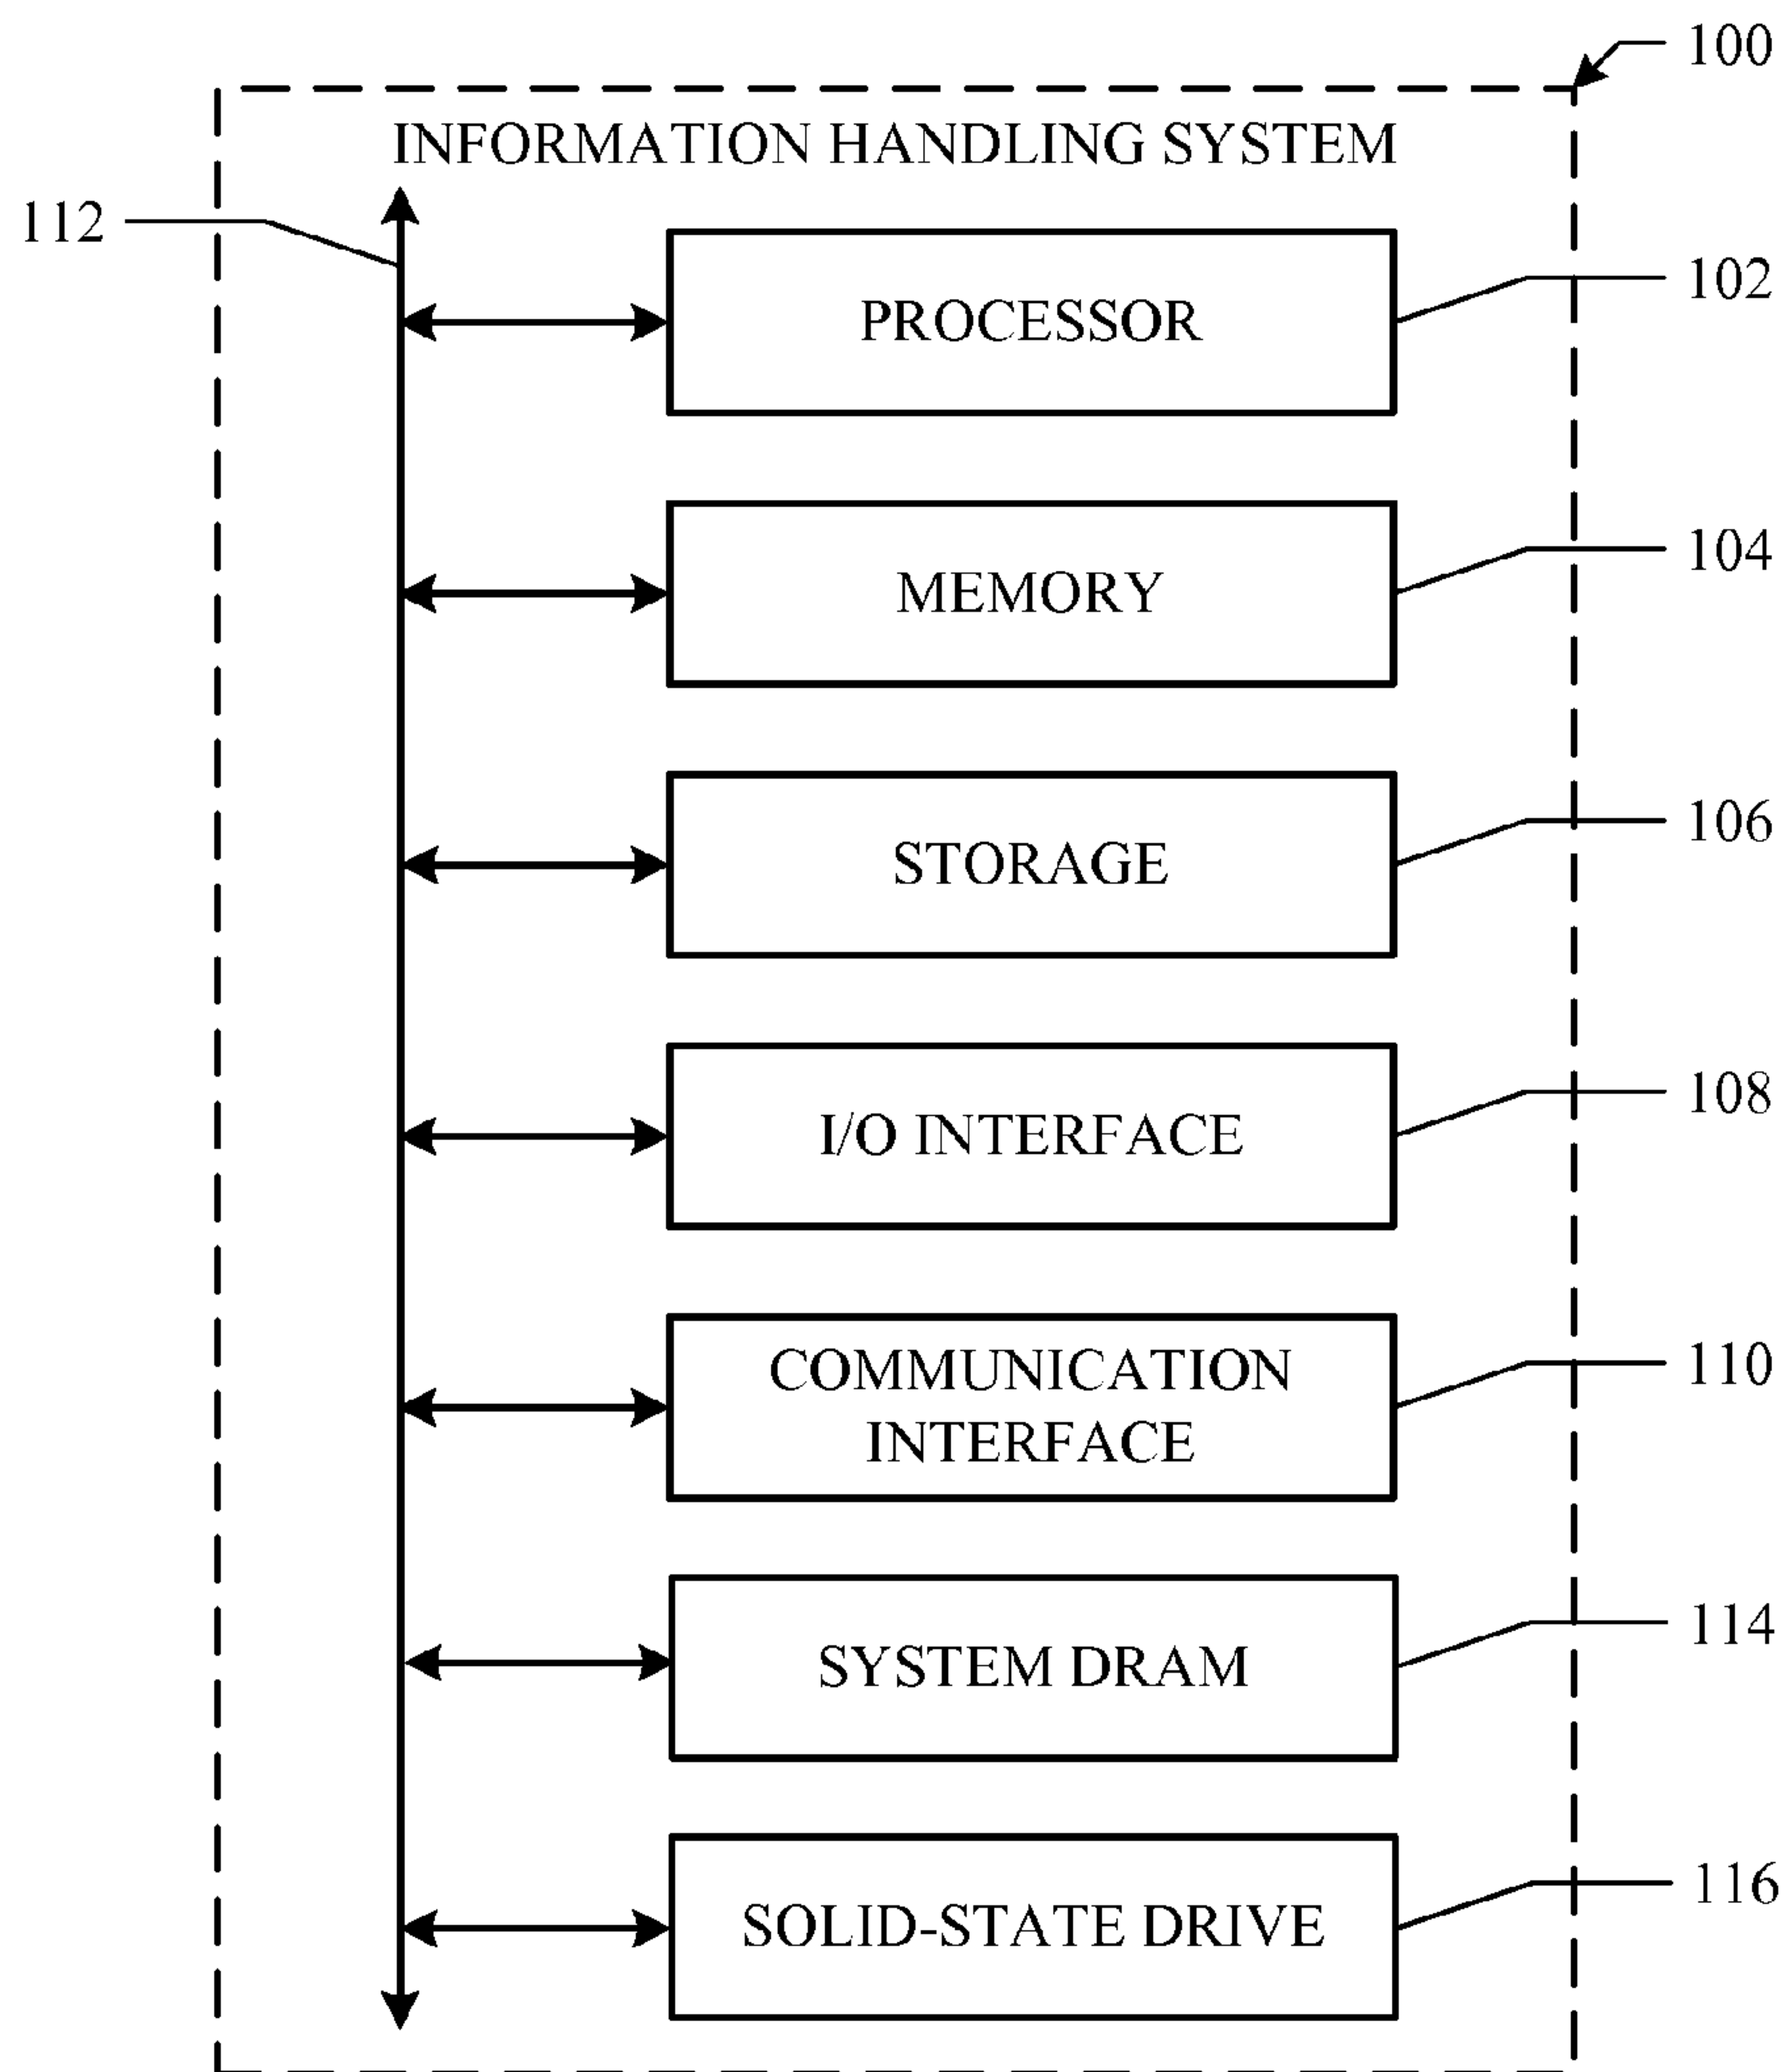 100
INFORMATION HANDLING SYSTEM
112
PROCESSOR
102
MEMORY
104
STORAGE
106
I/O INTERFACE
108
COMMUNICATION
INTERFACE
110
SYSTEM DRAM
114
SOLID-STATE DRIVE
116